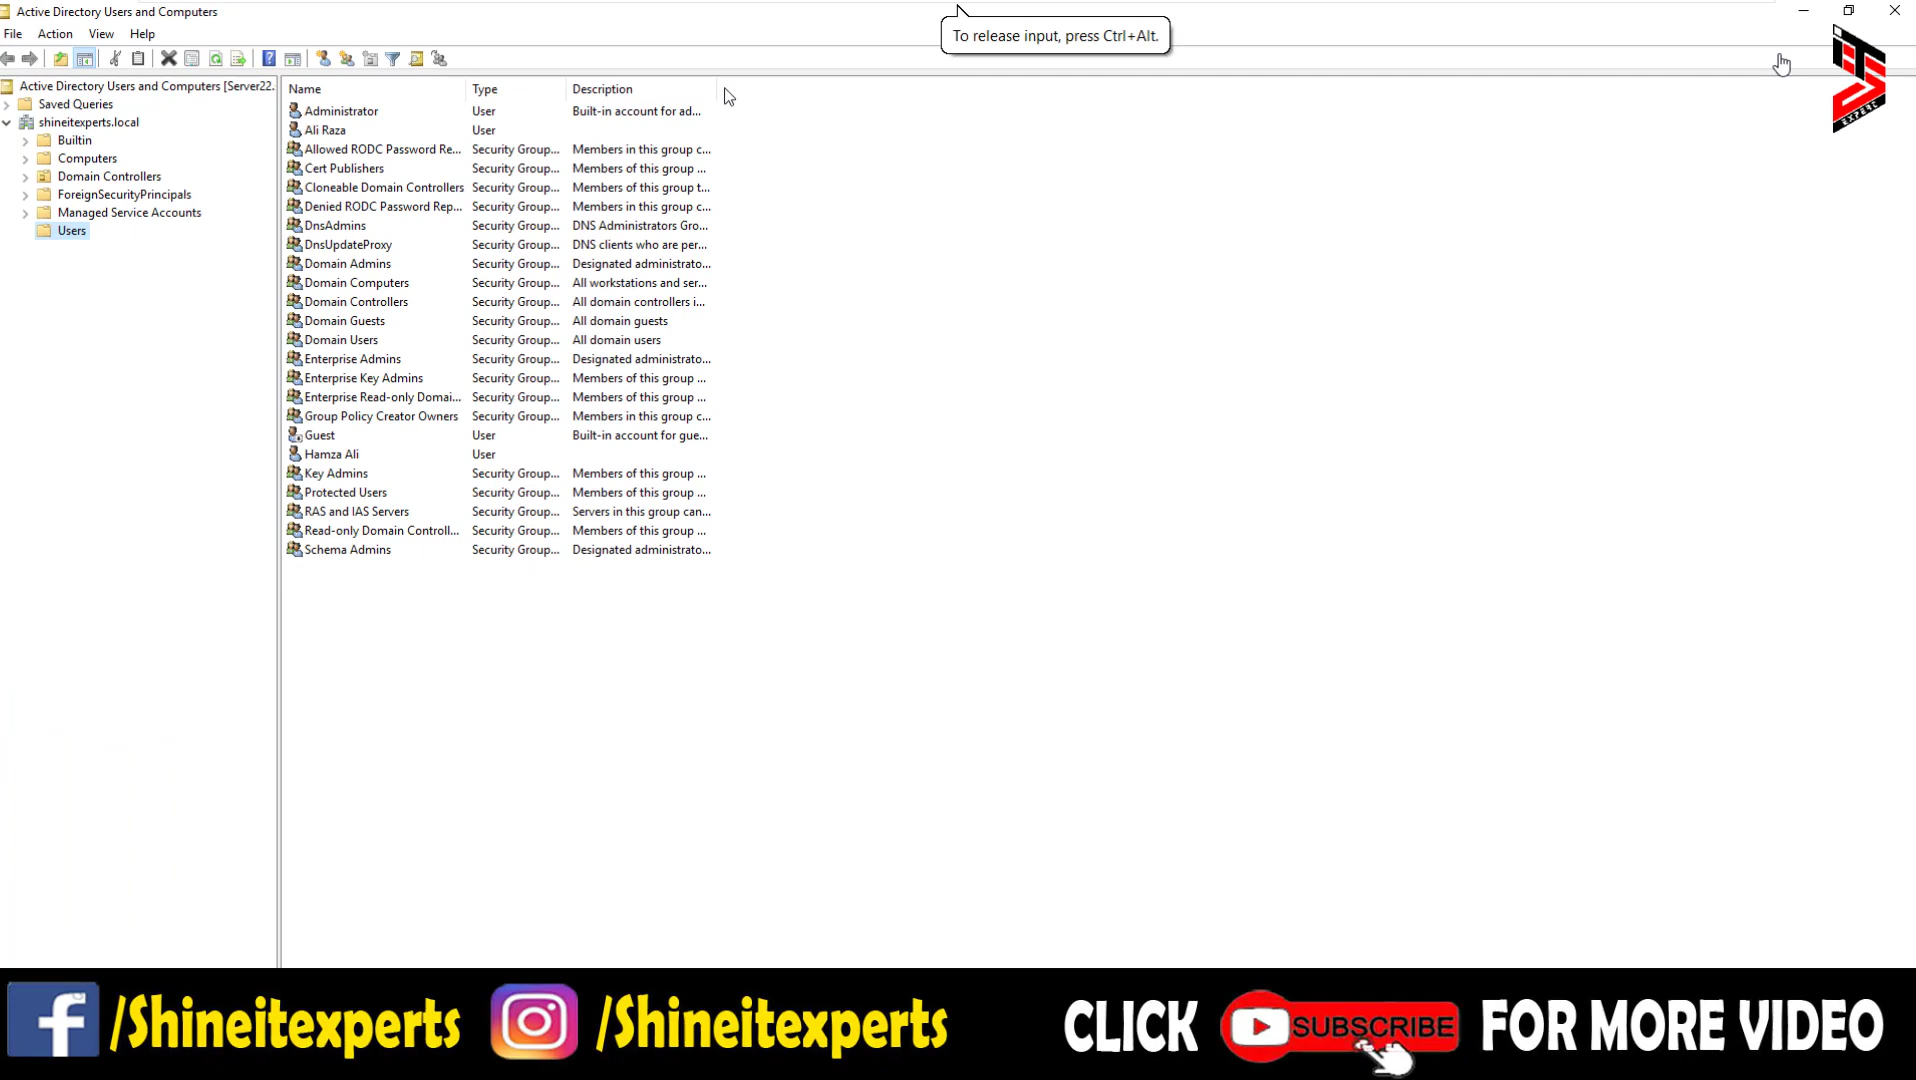 Active Directory Users and Computers
To release input, press Ctrl+Alt.
File Action View Help
Active Directory Users and Computers [Server22.
Saved Queries
shineitexperts.local
Builtin
Computers
Domain Controllers
ForeignSecurityPrincipals
Managed Service Accounts
Users
Name Type Description
Administrator User Built-in account for ad...
Ali Raza User
Allowed RODC Password Re... Security Group... Members in this group c...
Cert Publishers Security Group... Members of this group ...
Cloneable Domain Controllers Security Group... Members of this group t...
Denied RODC Password Rep... Security Group... Members in this group c...
DnsAdmins Security Group... DNS Administrators Gro...
DnsUpdateProxy Security Group... DNS clients who are per...
Domain Admins Security Group... Designated administrato...
Domain Computers Security Group... All workstations and ser...
Domain Controllers Security Group... All domain controllers i...
Domain Guests Security Group... All domain guests
Domain Users Security Group... All domain users
Enterprise Admins Security Group... Designated administrato...
Enterprise Key Admins Security Group... Members of this group ...
Enterprise Read-only Domai... Security Group... Members of this group ...
Group Policy Creator Owners Security Group... Members in this group c...
Guest User Built-in account for gue...
Hamza Ali User
Key Admins Security Group... Members of this group ...
Protected Users Security Group... Members of this group ...
RAS and IAS Servers Security Group... Servers in this group can...
Read-only Domain Controll... Security Group... Members of this group ...
Schema Admins Security Group... Designated administrato...
EXPERT
/Shineitexperts /Shineitexperts CLICK SUBSCRIBE FOR MORE VIDEO